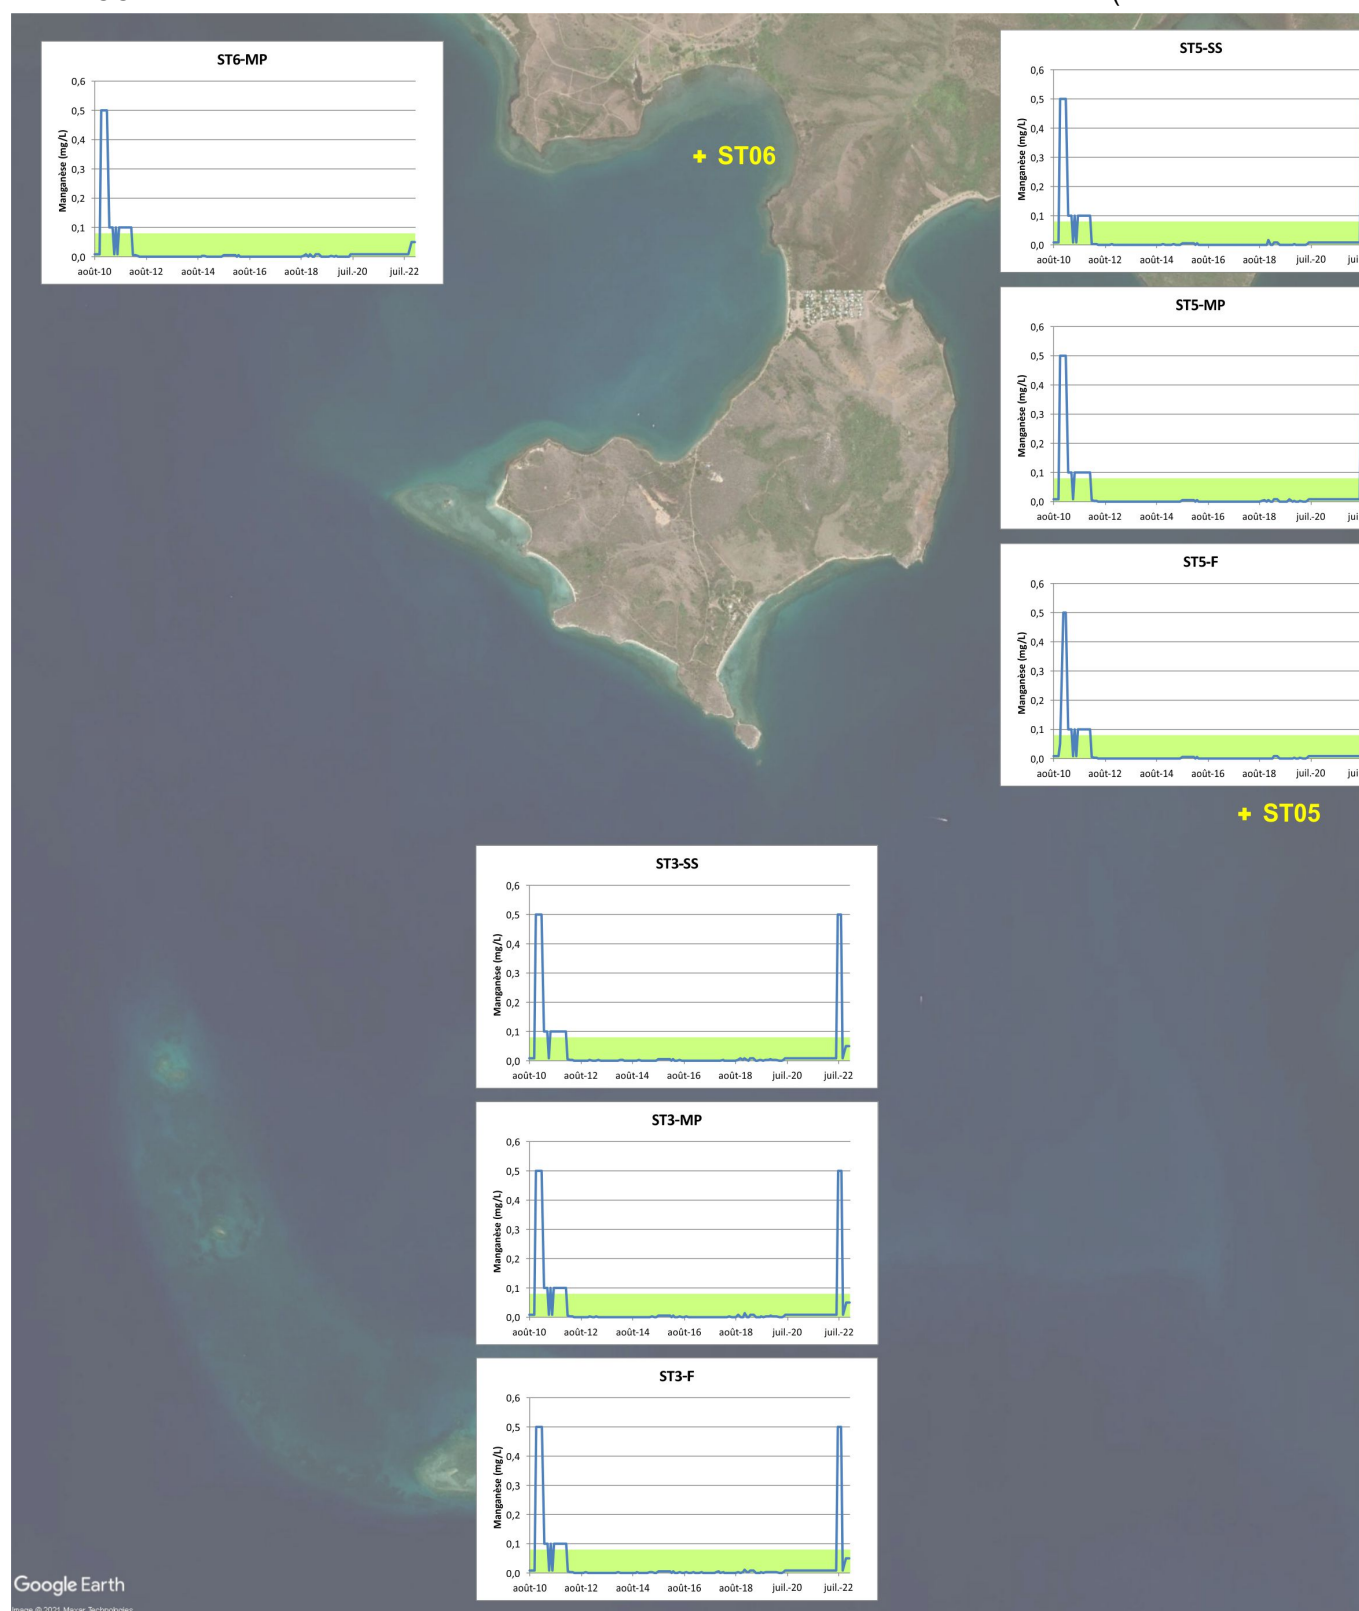 (
ST6-MP
Manganèse (mg/L)
0,6
0,5
0,4
0,3
0,2
0,1
0,0
août-10 août-12 août-14 août-16 août-18 juil.-20 juil.-22
+ ST06
ST5-SS
Manganèse (mg/L)
0,6
0,5
0,4
0,3
0,2
0,1
0,0
août-10 août-12 août-14 août-16 août-18 juil.-20 jui
ST5-MP
Manganèse (mg/L)
0,6
0,5
0,4
0,3
0,2
0,1
0,0
août-10 août-12 août-14 août-16 août-18 juil.-20 jui
ST5-F
Manganèse (mg/L)
0,6
0,5
0,4
0,3
0,2
0,1
0,0
août-10 août-12 août-14 août-16 août-18 juil.-20 jui
+ ST05
ST3-SS
Manganèse (mg/L)
0,6
0,5
0,4
0,3
0,2
0,1
0,0
août-10 août-12 août-14 août-16 août-18 juil.-20 juil.-22
ST3-MP
Manganèse (mg/L)
0,6
0,5
0,4
0,3
0,2
0,1
0,0
août-10 août-12 août-14 août-16 août-18 juil.-20 juil.-22
ST3-F
Manganèse (mg/L)
0,6
0,5
0,4
0,3
0,2
0,1
0,0
août-10 août-12 août-14 août-16 août-18 juil.-20 juil.-22
Google Earth
Image © 2021 Maxar Technologies